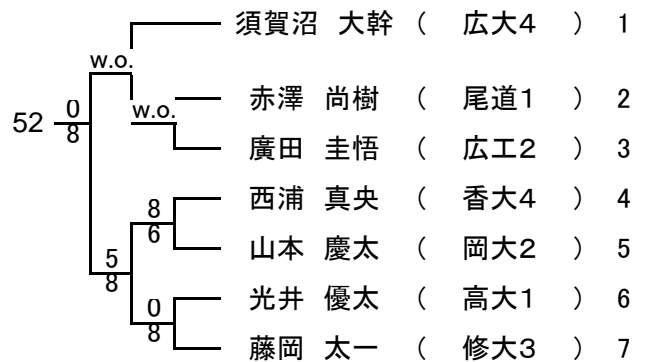 須賀沼 大幹 ( 広大4 ) 1
w.o.
赤澤 尚樹 ( 尾道1 ) 2
0
w.o.
52
8
廣田 圭悟 ( 広工2 ) 3
西浦 真央 ( 香大4 ) 4
8
6
山本 慶太 ( 岡大2 ) 5
5
8
光井 優太 ( 高大1 ) 6
0
8
藤岡 太一 ( 修大3 ) 7